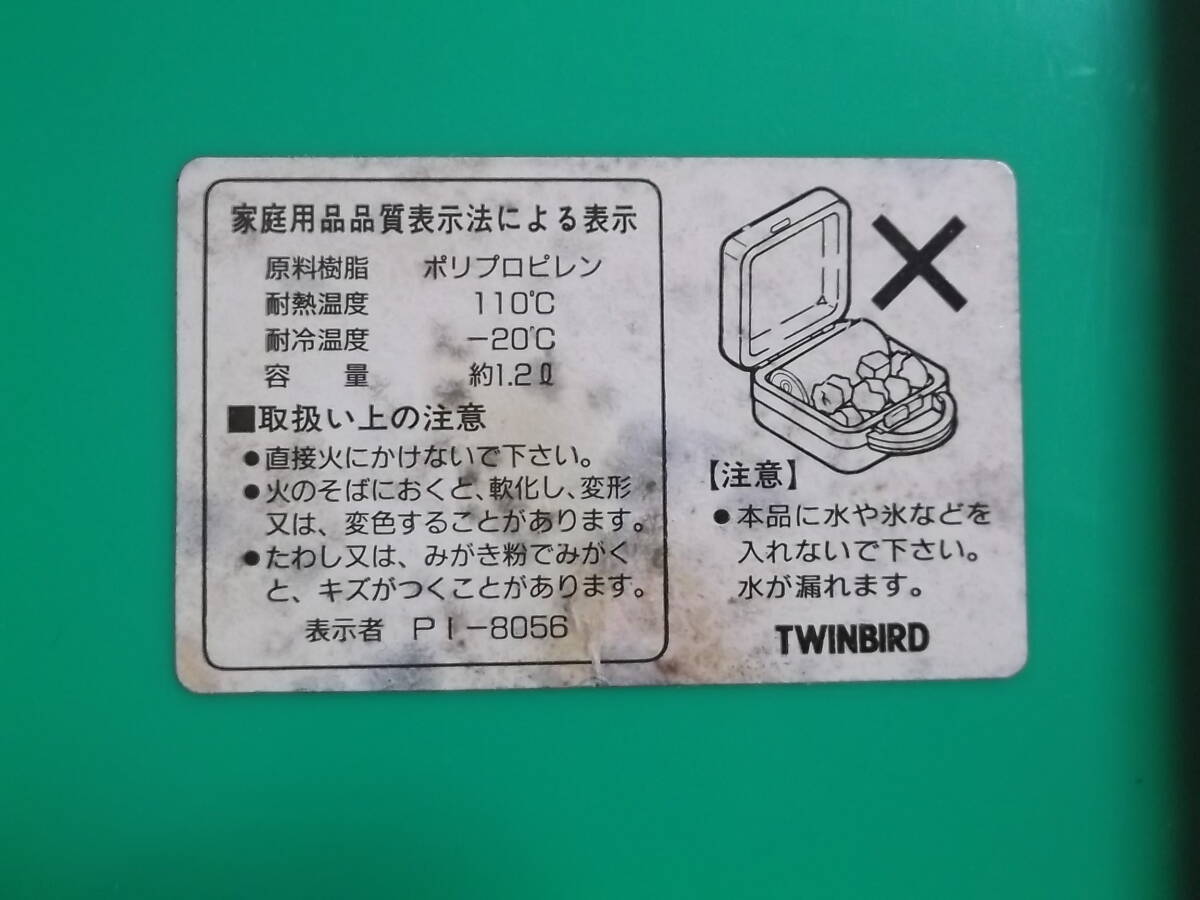 家庭用品品質表示法による表示
原料樹脂 ポリプロピレン
耐熱温度 110℃
耐冷温度 -20℃
容量 約1.2ℓ
■取扱い上の注意
●直接火にかけないで下さい。
●火のそばにおくと、軟化し、変形
又は、変色することがあります。
●たわし又は、みがき粉でみがく
と、キズがつくことがあります。
表示者 PI-8056
【注意】
●本品に水や氷などを
入れないで下さい。
水が漏れます。
TWINBIRD